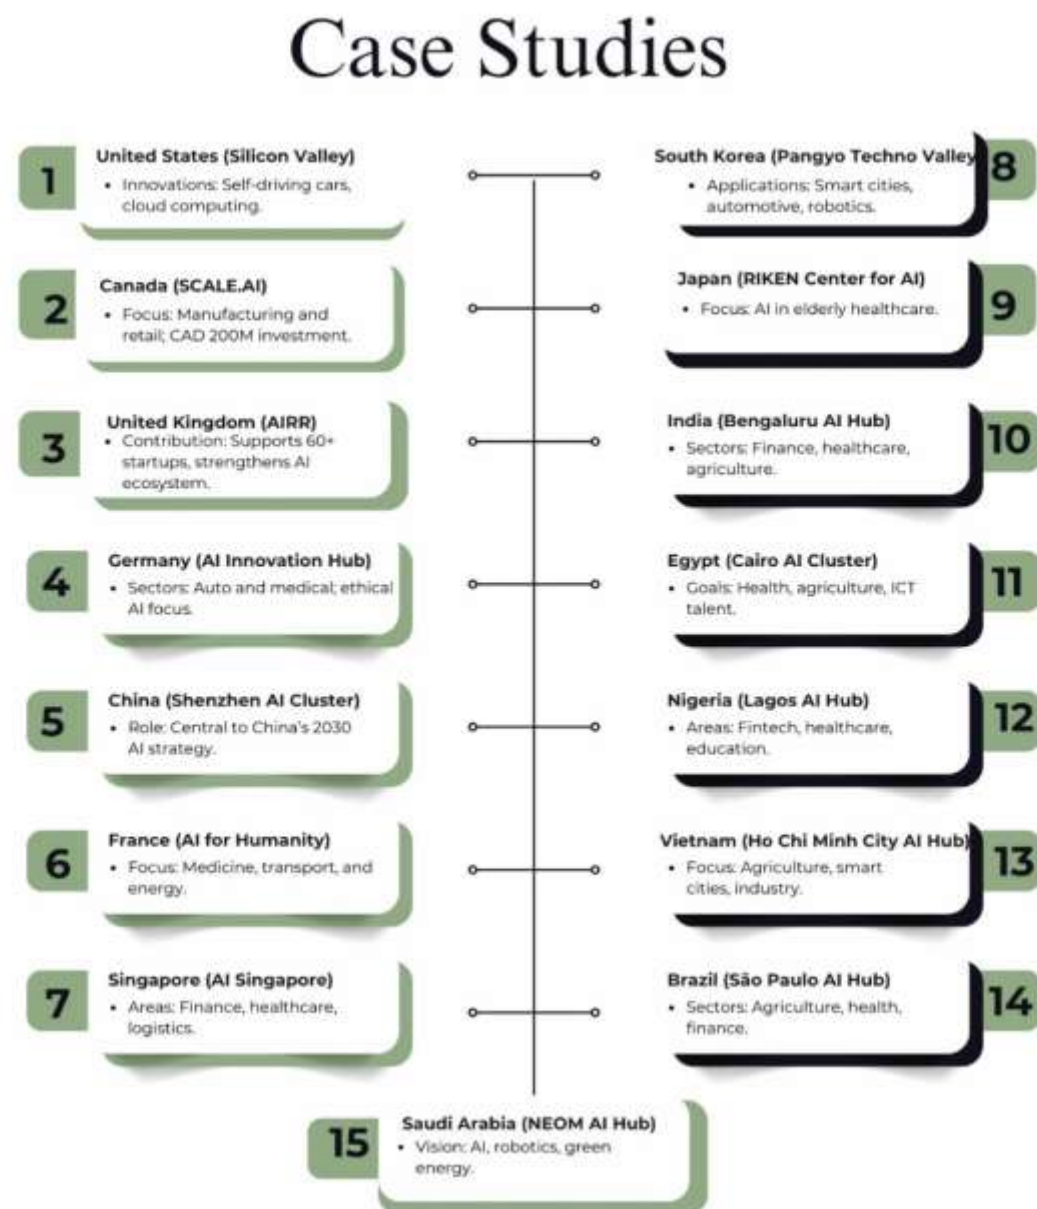 Case Studies
1
United States (Silicon Valley)
• Innovations: Self-driving cars,
cloud computing.
2
Canada (SCALE.AI)
• Focus: Manufacturing and
retail; CAD 200M investment.
3
United Kingdom (AIRR)
• Contribution: Supports 60+
startups, strengthens AI
ecosystem.
4
Germany (AI Innovation Hub)
• Sectors: Auto and medical; ethical
AI focus.
5
China (Shenzhen AI Cluster)
• Role: Central to China's 2030
AI strategy.
6
France (AI for Humanity)
• Focus: Medicine, transport, and
energy.
7
Singapore (AI Singapore)
• Areas: Finance, healthcare,
logistics.
South Korea (Pangyo Techno Valley
8
• Applications: Smart cities,
automotive, robotics.
Japan (RIKEN Center for AI)
9
• Focus: AI in elderly healthcare.
India (Bengaluru AI Hub)
10
• Sectors: Finance, healthcare,
agriculture.
Egypt (Cairo AI Cluster)
11
• Goals: Health, agriculture, ICT
talent.
Nigeria (Lagos AI Hub)
12
• Areas: Fintech, healthcare,
education.
Vietnam (Ho Chi Minh City AI Hub)
13
• Focus: Agriculture, smart
cities, industry.
Brazil (São Paulo AI Hub)
14
• Sectors: Agriculture, health,
finance.
15
Saudi Arabia (NEOM AI Hub)
• Vision: AI, robotics, green
energy.